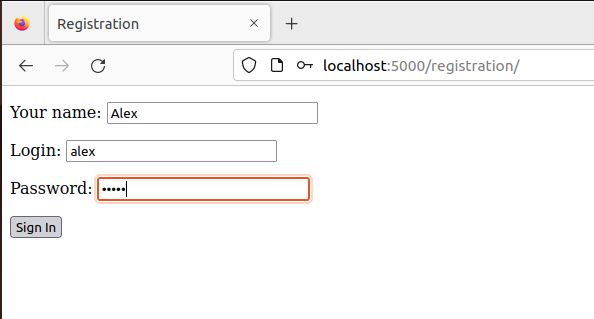 Registration
localhost:5000/registration/
Your name: Alex
Login: alex
Password: •••••
Sign In